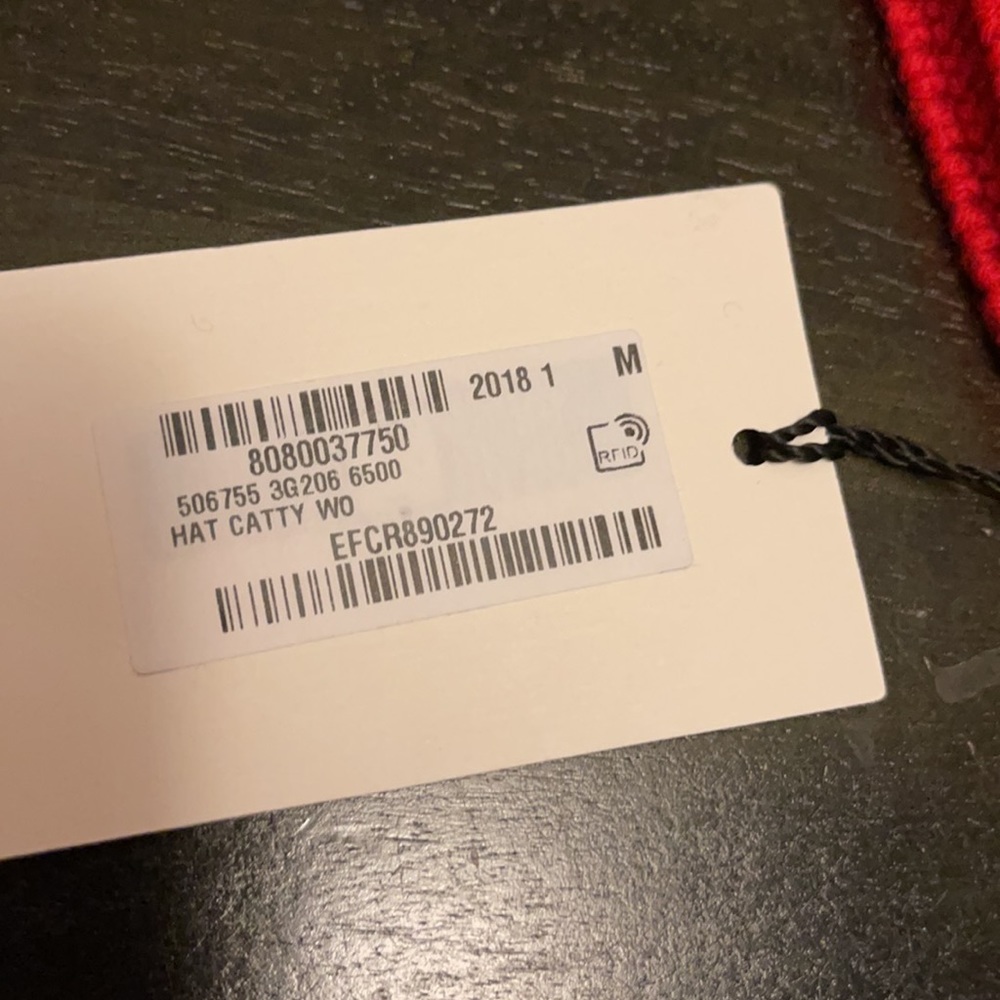 2018 1
M
8080037750
506755 3G206 6500
HAT CATTY WO
RFID
EFCR890272